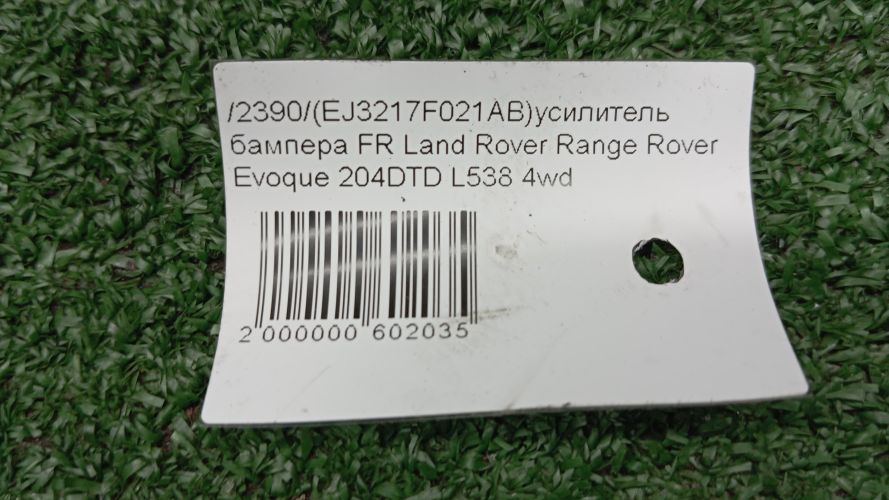 /2390/(EJ3217F021AB)усилитель
бампера FR Land Rover Range Rover
Evoque 204DTD L538 4wd
2 000000 602035